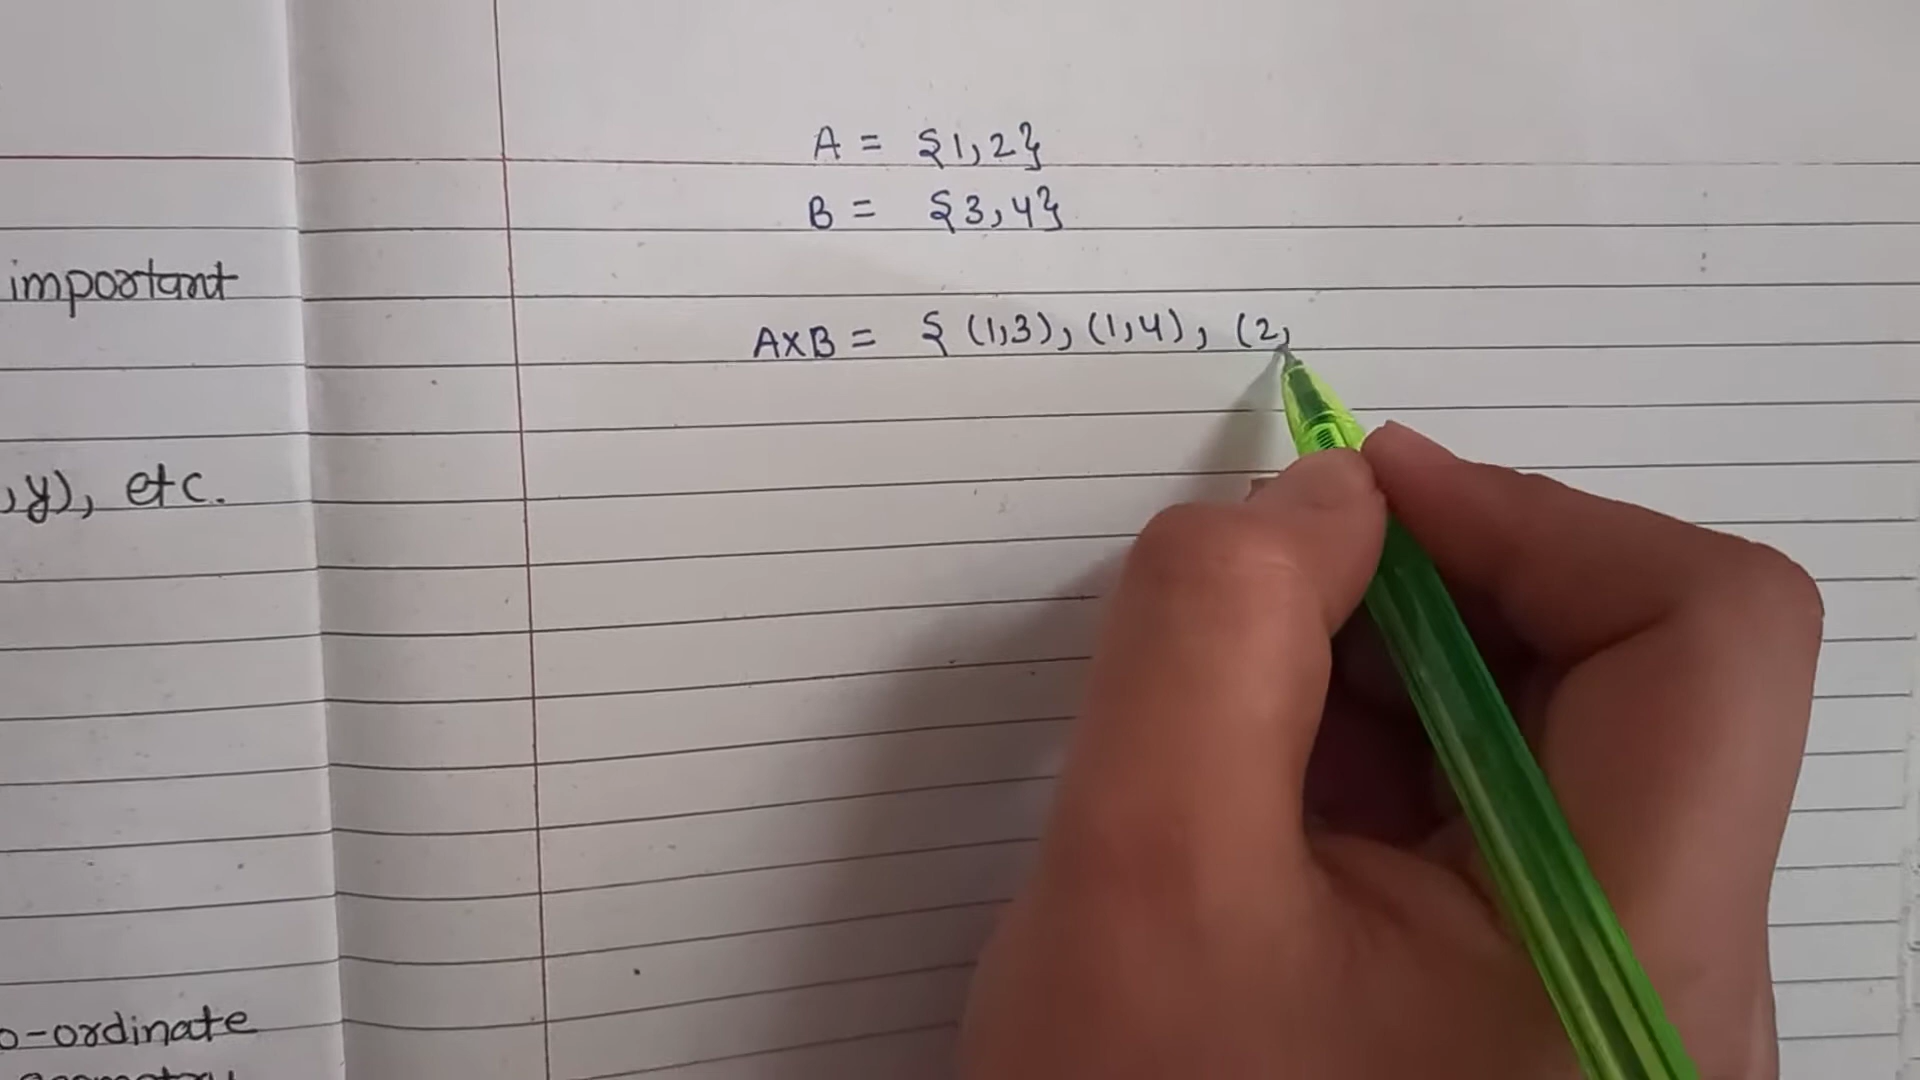 important
,y), etc.
o-ordinate
A = {1,2}
B = {3,4}
A×B = { (1,3), (1,4), (2,